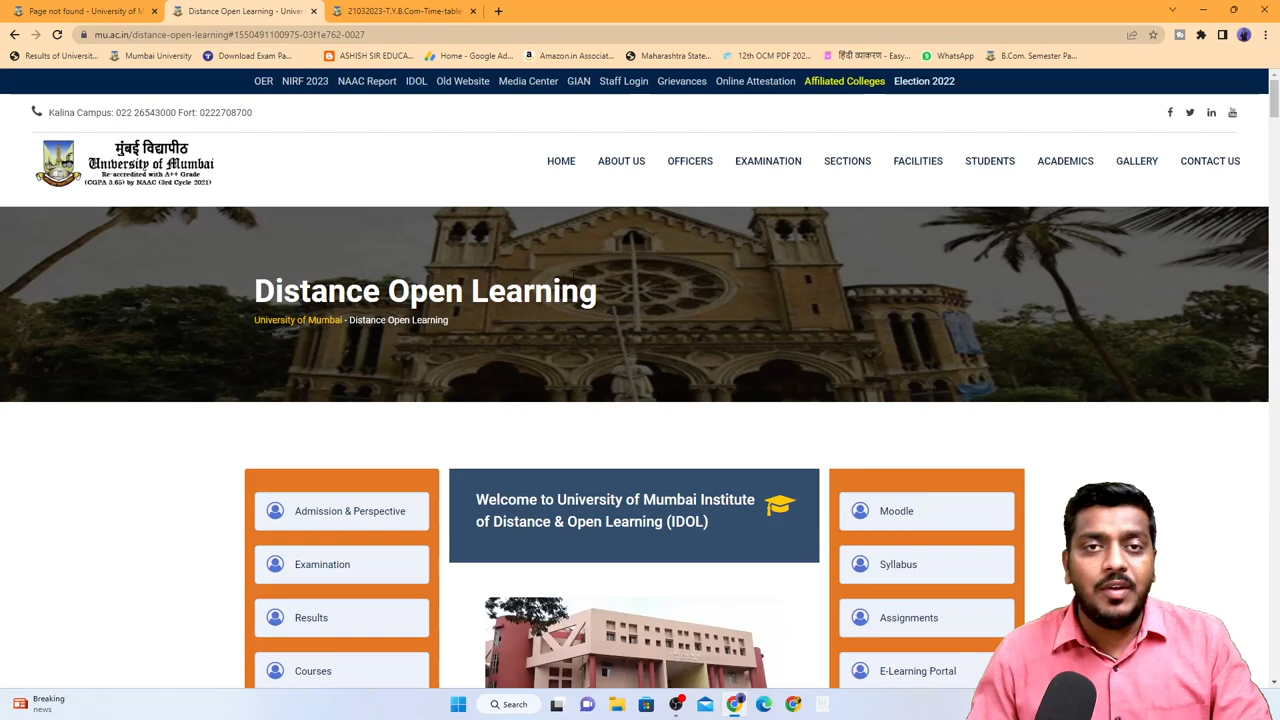 Page not found - University of M
Distance Open Learning - Univer
21032023-T.Y.B.Com-Time-table
mu.ac.in/distance-open-learning#1550491100975-03f1e762-0027
Results of Universit...
Mumbai University
Download Exam Pa...
ASHISH SIR EDUCA...
Home - Google Ad...
Amazon.in Associat...
Maharashtra State...
12th OCM PDF 202...
हिंदी व्याकरण - Easy...
WhatsApp
B.Com. Semester Pa...
OER NIRF 2023 NAAC Report IDOL Old Website Media Center GIAN Staff Login Grievances Online Attestation Affiliated Colleges Election 2022
Kalina Campus: 022 26543000 Fort: 0222708700
मुंबई विद्यापीठ
University of Mumbai
Re-accredited with A++ Grade
(CGPA 3.65) by NAAC (3rd Cycle 2021)
HOME ABOUT US OFFICERS EXAMINATION SECTIONS FACILITIES STUDENTS ACADEMICS GALLERY CONTACT US
Distance Open Learning
University of Mumbai - Distance Open Learning
Admission & Perspective
Examination
Results
Courses
Welcome to University of Mumbai Institute
of Distance & Open Learning (IDOL)
Moodle
Syllabus
Assignments
E-Learning Portal
Breaking
news
Search